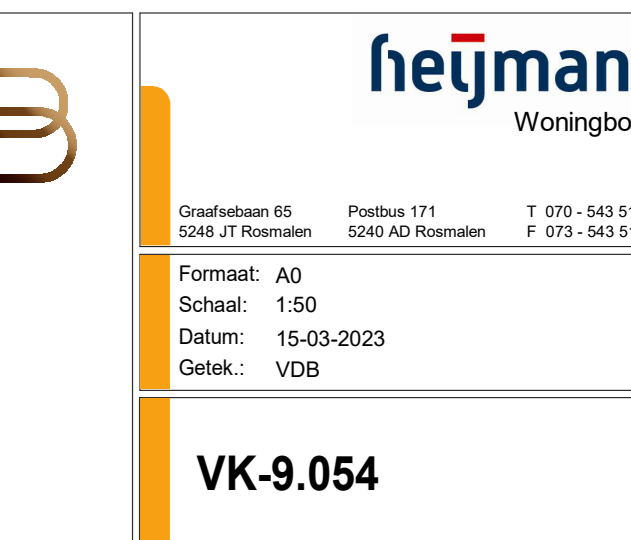 heijman
Woningbo
Graafsebaan 65 Postbus 171 T 070 - 543 51
5248 JT Rosmalen 5240 AD Rosmalen F 073 - 543 51
Formaat: A0
Schaal: 1:50
Datum: 15-03-2023
Getek.: VDB
VK-9.054